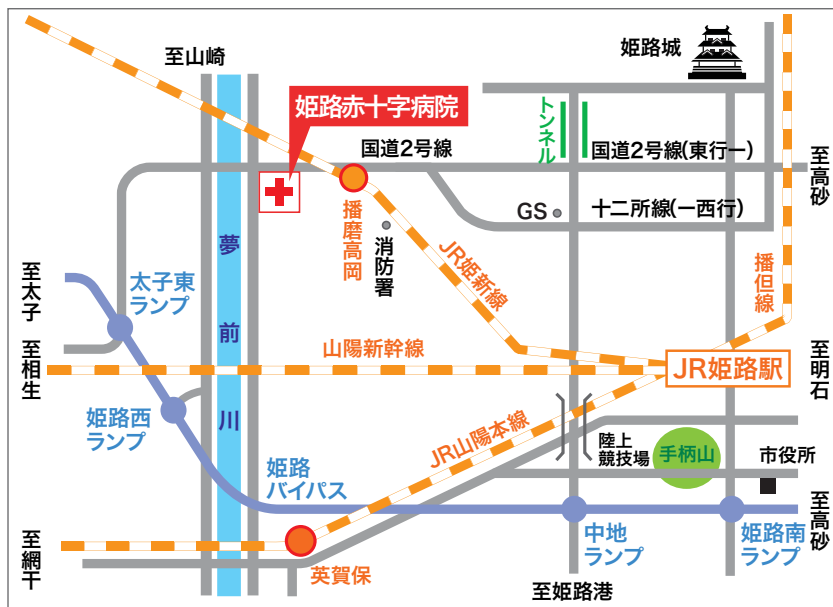 姫路城
至山崎
姫路赤十字病院
トンネル
国道2号線
国道2号線(東行ー)
至高砂
GS
十二所線(ー西行)
播磨高岡
消防署
JR姫新線
播但線
夢前川
至太子
太子東
ランプ
山陽新幹線
至相生
JR姫路駅
至明石
姫路西
ランプ
JR山陽本線
陸上
競技場
手柄山
市役所
姫路
バイパス
至網干
英賀保
中地
ランプ
姫路南
ランプ
至高砂
至姫路港